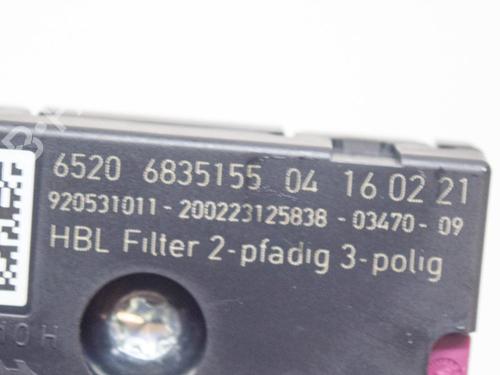 6520 6835155 04 16 02 21
920531011-200223125838-03470-09
HBL Filter 2-pfadig 3-polig